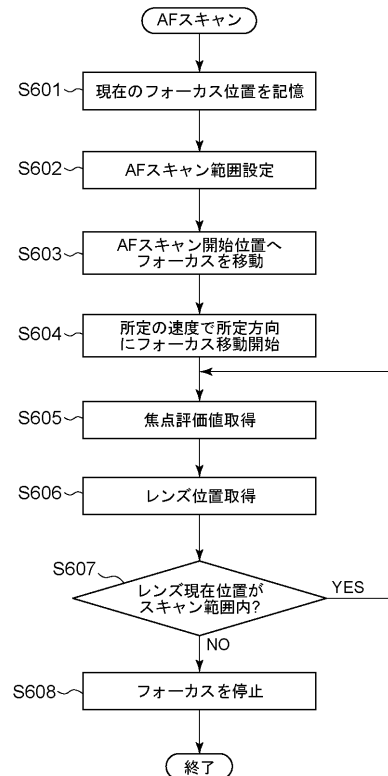 AFスキャン
S601
現在のフォーカス位置を記憶
S602
AFスキャン範囲設定
S603
AFスキャン開始位置へ
フォーカスを移動
S604
所定の速度で所定方向
にフォーカス移動開始
S605
焦点評価値取得
S606
レンズ位置取得
S607
レンズ現在位置が
スキャン範囲内?
YES
NO
S608
フォーカスを停止
終了